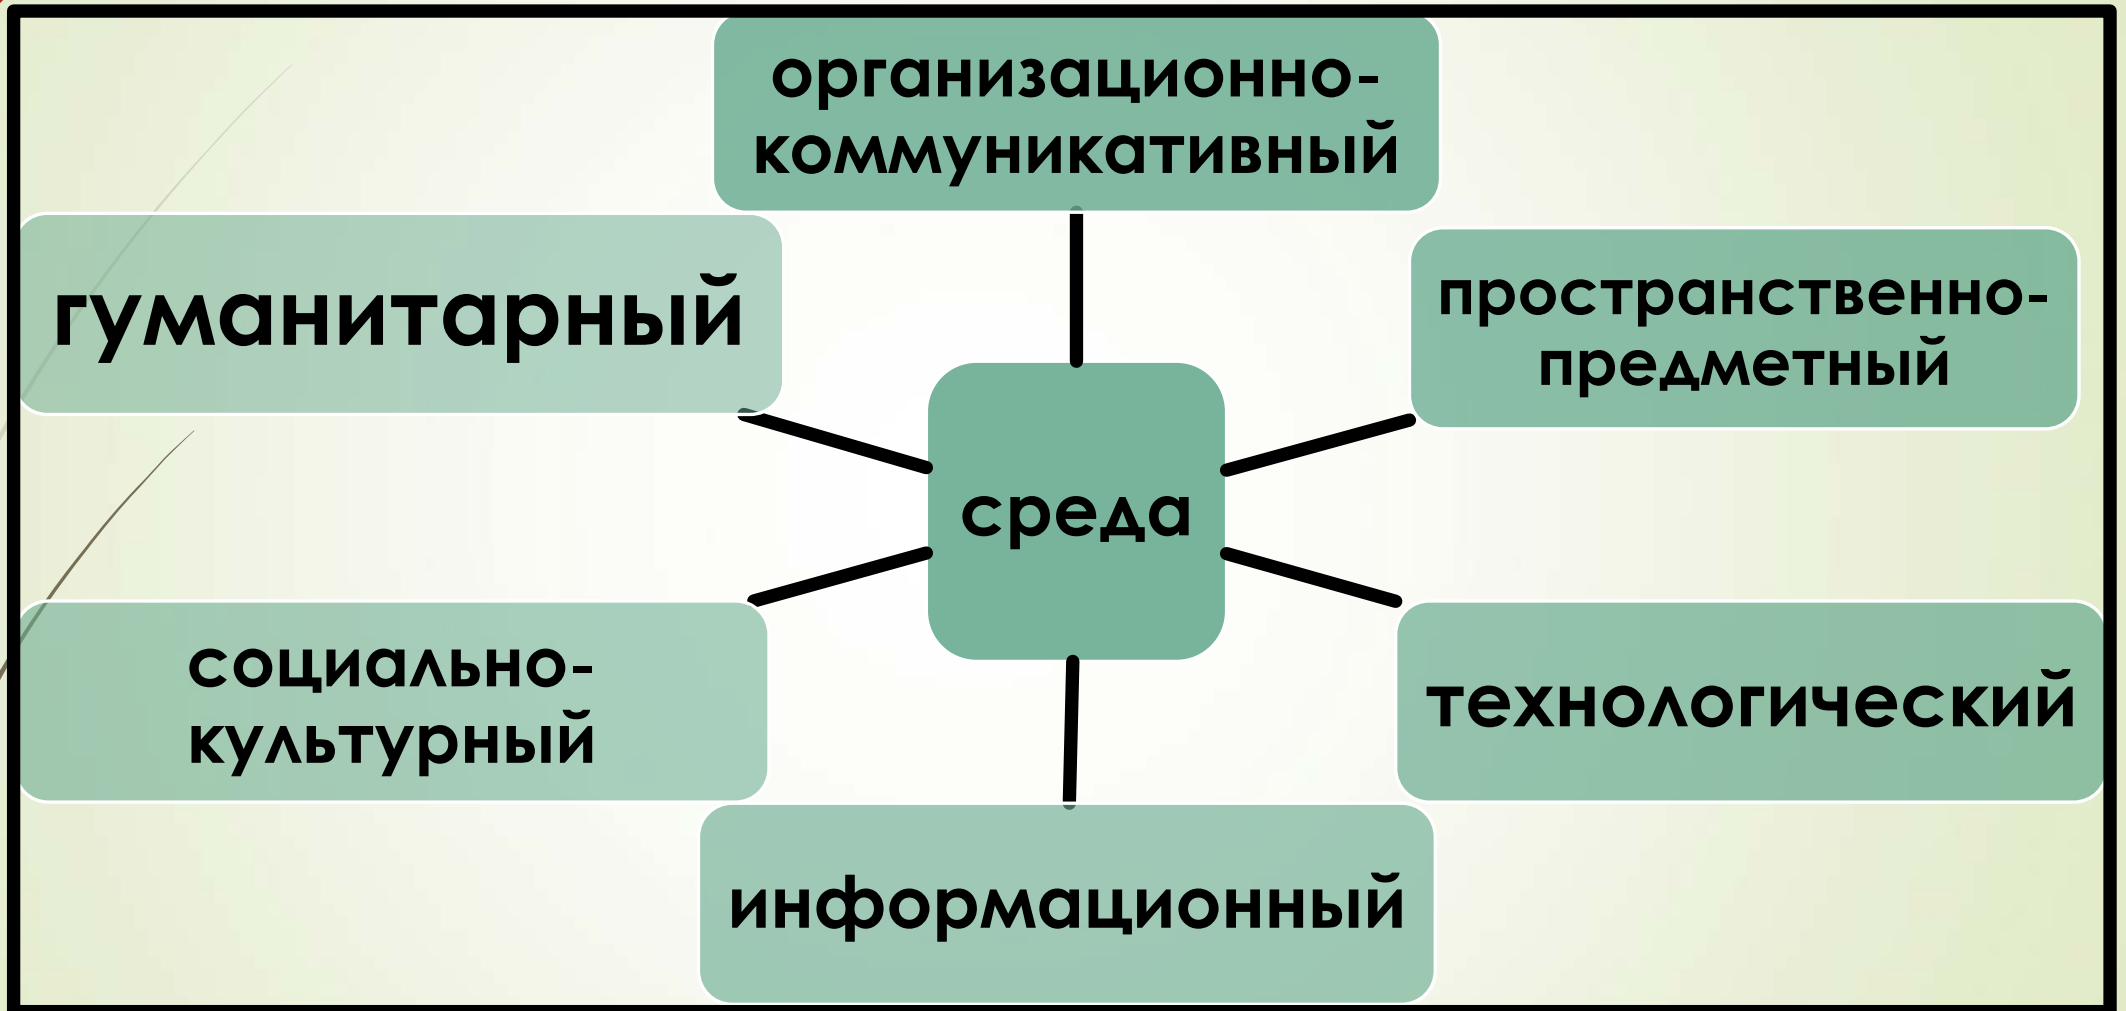 организационно-
коммуникативный
гуманитарный
пространственно-
предметный
среда
социально-
культурный
технологический
информационный